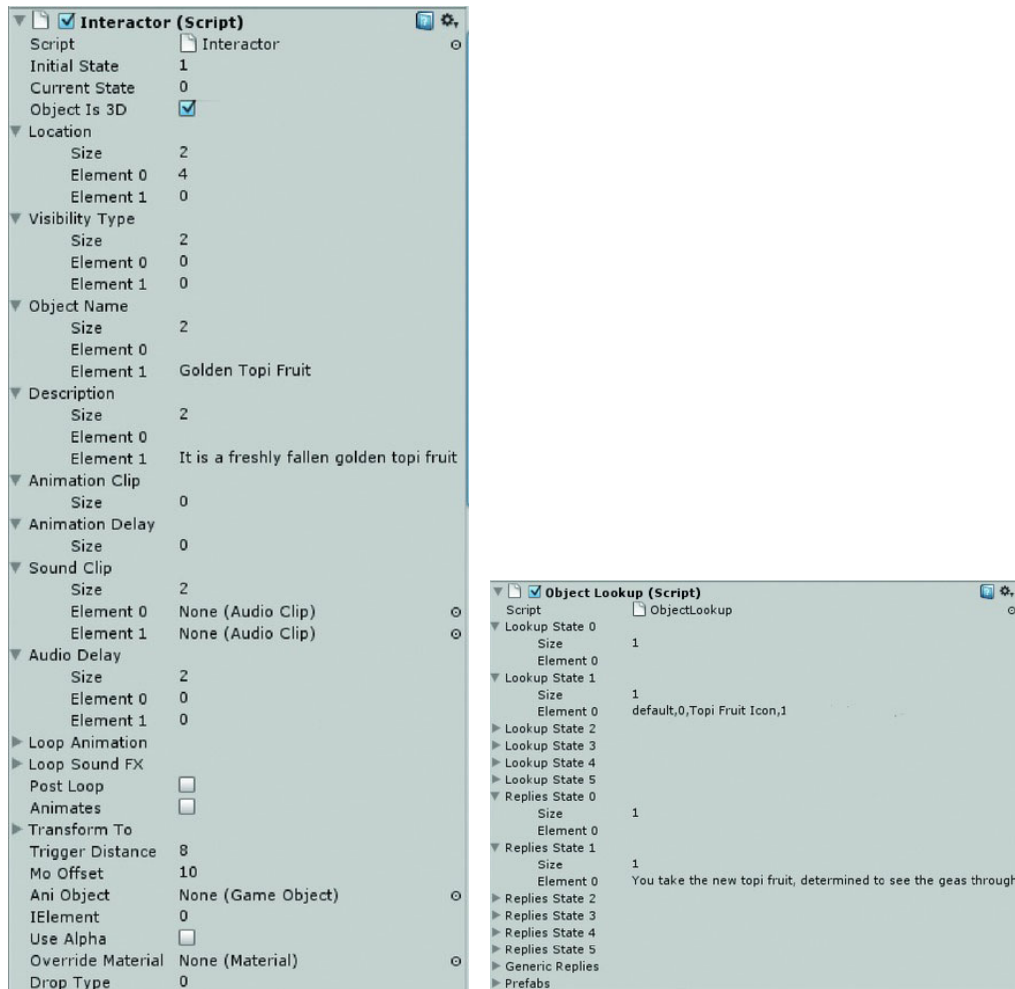 Interactor (Script)
Script Interactor
Initial State 1
Current State 0
Object Is 3D
Location
Size 2
Element 0 4
Element 1 0
Visibility Type
Size 2
Element 0 0
Element 1 0
Object Name
Size 2
Element 0
Element 1 Golden Topi Fruit
Description
Size 2
Element 0
Element 1 It is a freshly fallen golden topi fruit
Animation Clip
Size 0
Animation Delay
Size 0
Sound Clip
Size 2
Element 0 None (Audio Clip)
Element 1 None (Audio Clip)
Audio Delay
Size 2
Element 0 0
Element 1 0
Loop Animation
Loop Sound FX
Post Loop
Animates
Transform To
Trigger Distance 8
Mo Offset 10
Ani Object None (Game Object)
IElement 0
Use Alpha
Override Material None (Material)
Drop Type 0
Object Lookup (Script)
Script ObjectLookup
Lookup State 0
Size 1
Element 0
Lookup State 1
Size 1
Element 0 default,0,Topi Fruit Icon,1
Lookup State 2
Lookup State 3
Lookup State 4
Lookup State 5
Replies State 0
Size 1
Element 0
Replies State 1
Size 1
Element 0 You take the new topi fruit, determined to see the geas through
Replies State 2
Replies State 3
Replies State 4
Replies State 5
Generic Replies
Prefabs